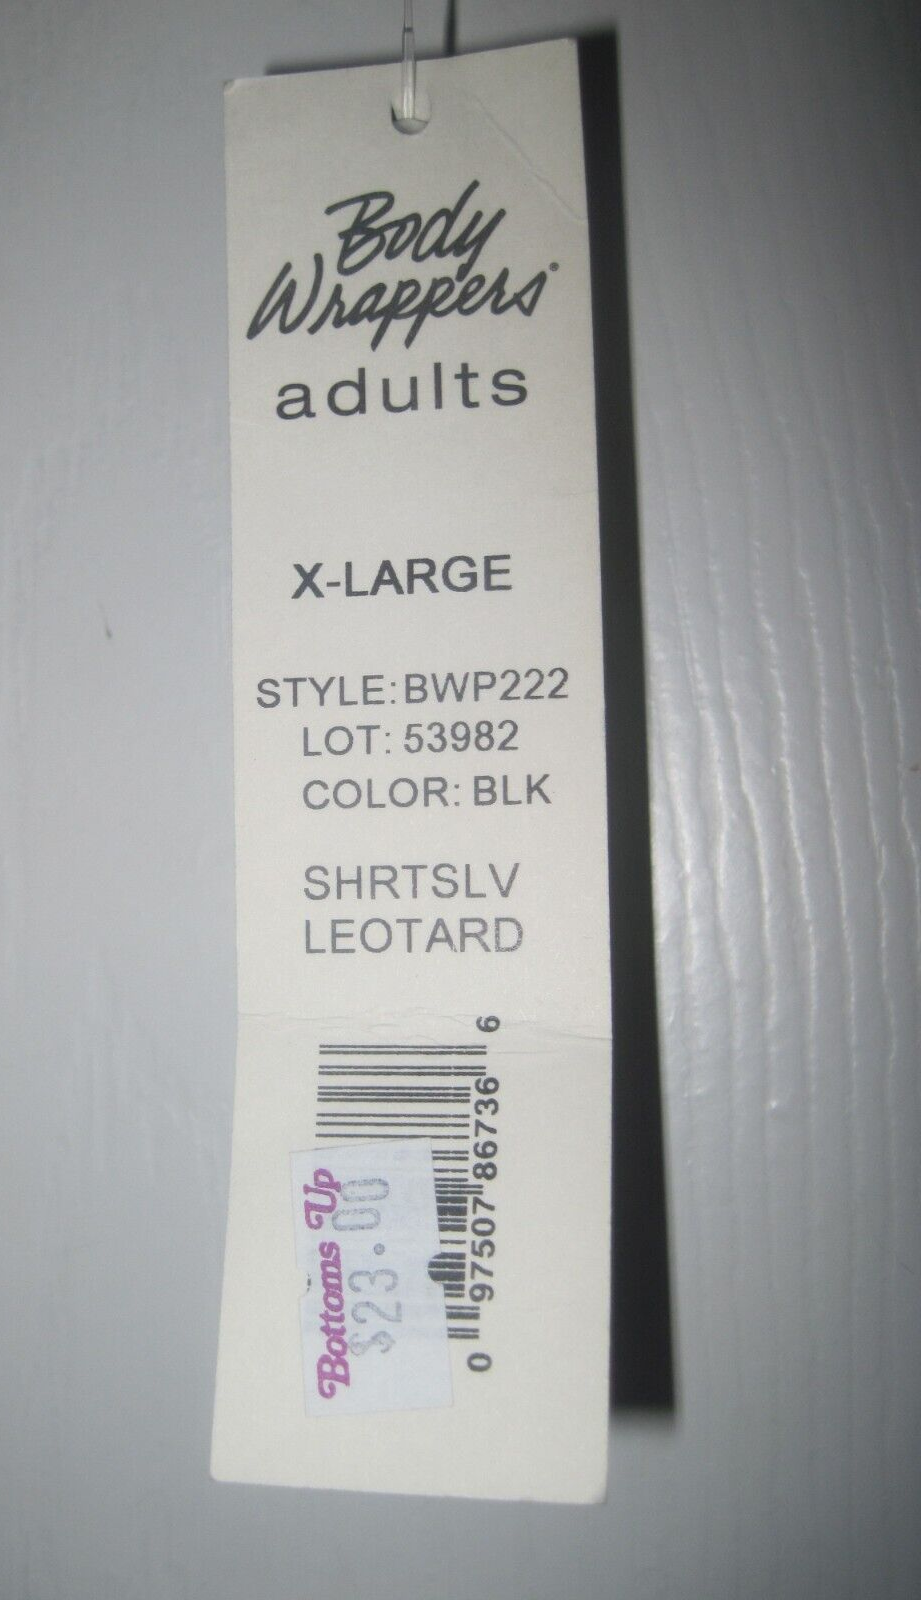 Body
Wrappers®
adults
X-LARGE
STYLE: BWP222
LOT: 53982
COLOR: BLK
SHRTSLV
LEOTARD
0 97507 86736 6
Bottoms Up
$23.00